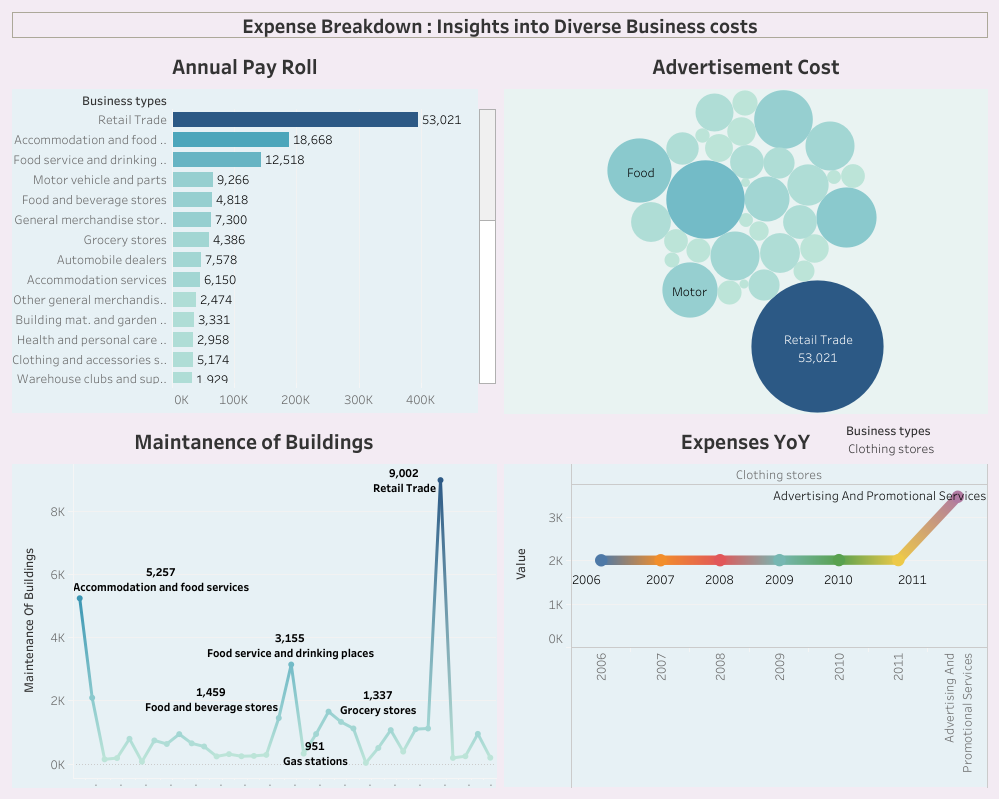 Expense Breakdown : Insights into Diverse Business costs
Annual Pay Roll
Business types
Retail Trade 53,021
Accommodation and food .. 18,668
Food service and drinking .. 12,518
Motor vehicle and parts 9,266
Food and beverage stores 4,818
General merchandise stor.. 7,300
Grocery stores 4,386
Automobile dealers 7,578
Accommodation services 6,150
Other general merchandis.. 2,474
Building mat. and garden .. 3,331
Health and personal care .. 2,958
Clothing and accessories s.. 5,174
Warehouse clubs and sup.. 1,929
0K 100K 200K 300K 400K
Advertisement Cost
Food
Motor
Retail Trade
53,021
Maintanence of Buildings
Maintenance Of Buildings
8K
6K
4K
2K
0K
9,002
Retail Trade
5,257
Accommodation and food services
3,155
Food service and drinking places
1,459
Food and beverage stores
1,337
Grocery stores
951
Gas stations
Expenses YoY
Business types
Clothing stores
Clothing stores
Advertising And Promotional Services
Value
3K
2K
1K
0K
2006 2007 2008 2009 2010 2011
2006 2007 2008 2009 2010 2011
Advertising And
Promotional Services